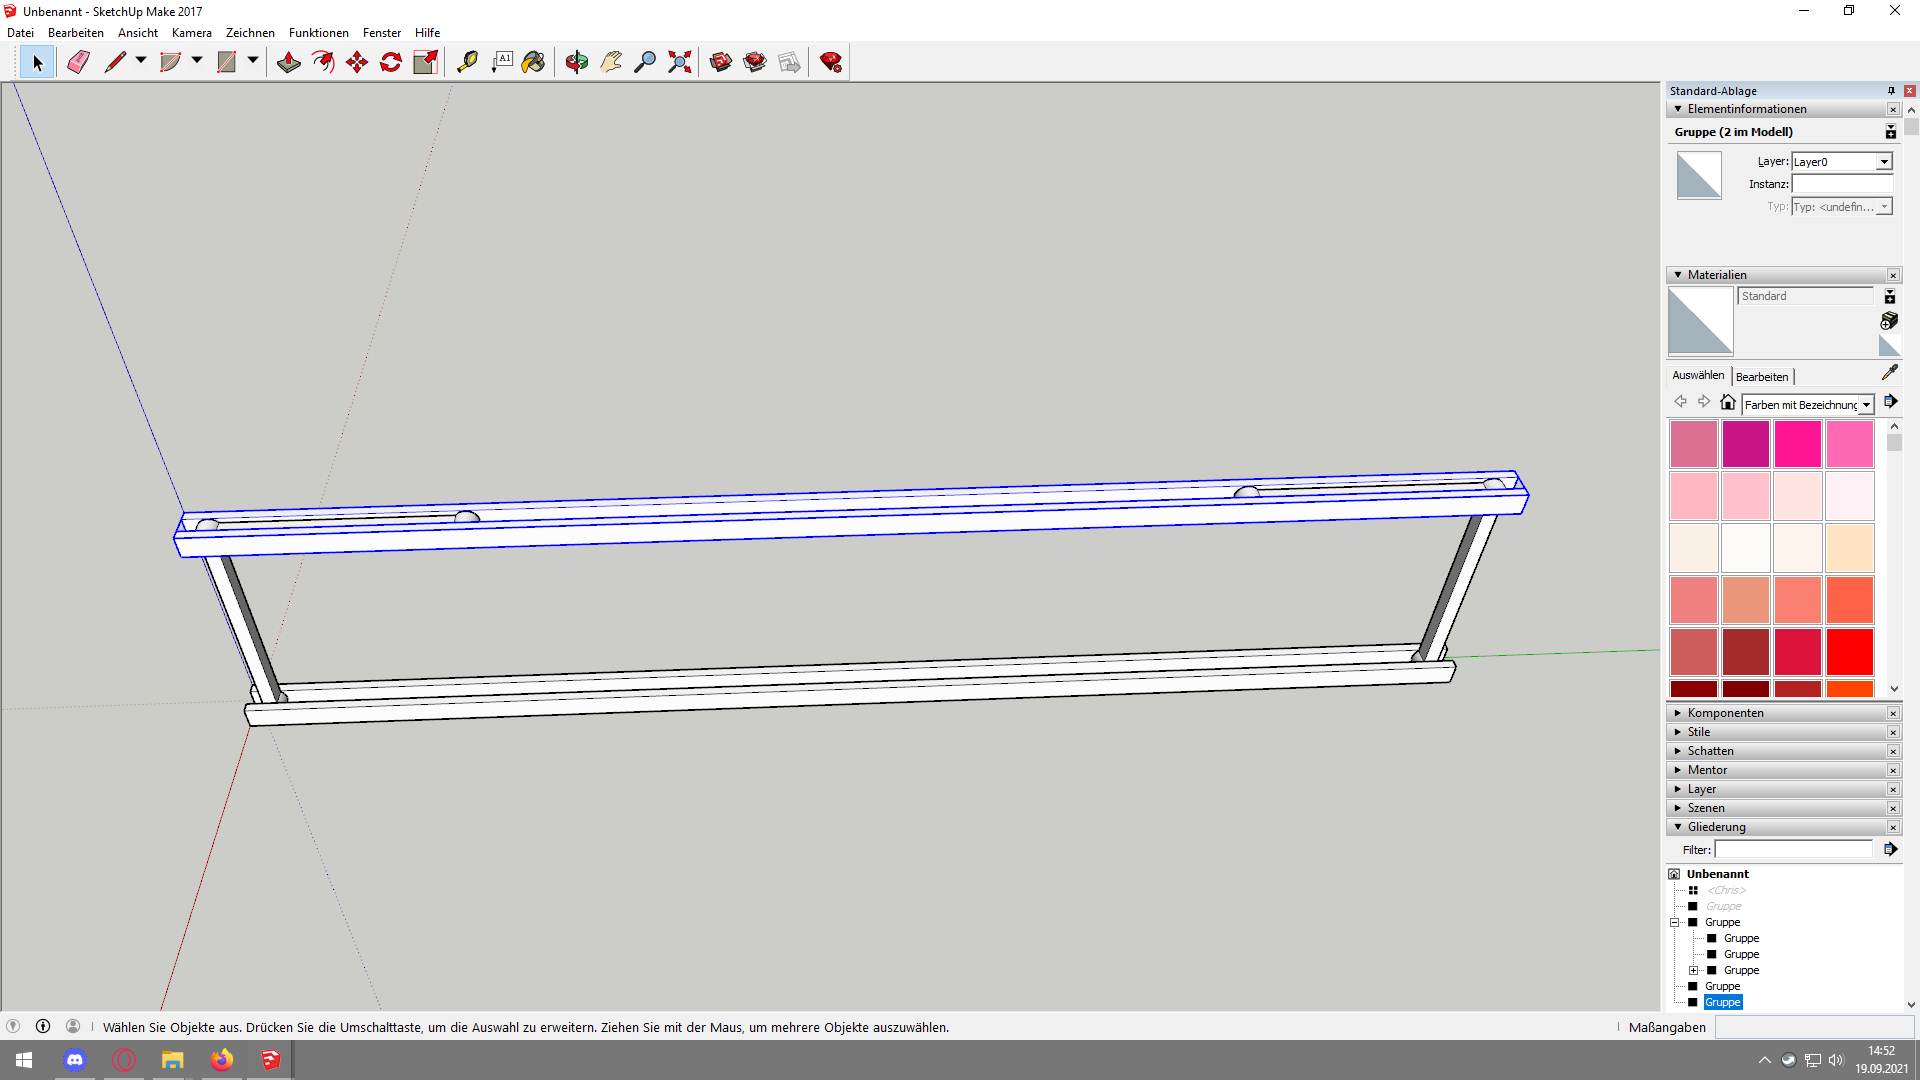 Unbenannt - SketchUp Make 2017
Datei Bearbeiten Ansicht Kamera Zeichnen Funktionen Fenster Hilfe
A1
Standard-Ablage
Elementinformationen
Gruppe (2 im Modell)
Layer: Layer0
Instanz:
Typ: Typ: <undefin...
Materialien
Standard
Auswählen Bearbeiten
Farben mit Bezeichnung
Komponenten
Stile
Schatten
Mentor
Layer
Szenen
Gliederung
Filter:
Unbenannt
<Chris>
Gruppe
Gruppe
Gruppe
Gruppe
Gruppe
Gruppe
Gruppe
Wählen Sie Objekte aus. Drücken Sie die Umschalttaste, um die Auswahl zu erweitern. Ziehen Sie mit der Maus, um mehrere Objekte auszuwählen.
Maßangaben
14:52
19.09.2021